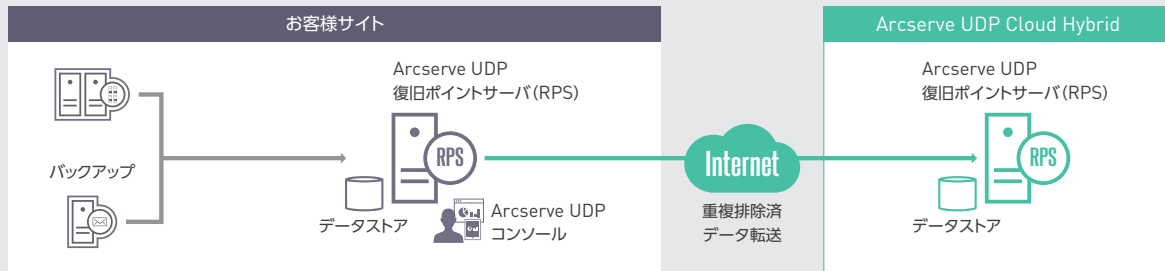 お客様サイト
Arcserve UDP Cloud Hybrid
Arcserve UDP
復旧ポイントサーバ(RPS)
RPS
バックアップ
データストア
Arcserve UDP
コンソール
Internet
重複排除済
データ転送
Arcserve UDP
復旧ポイントサーバ(RPS)
RPS
データストア